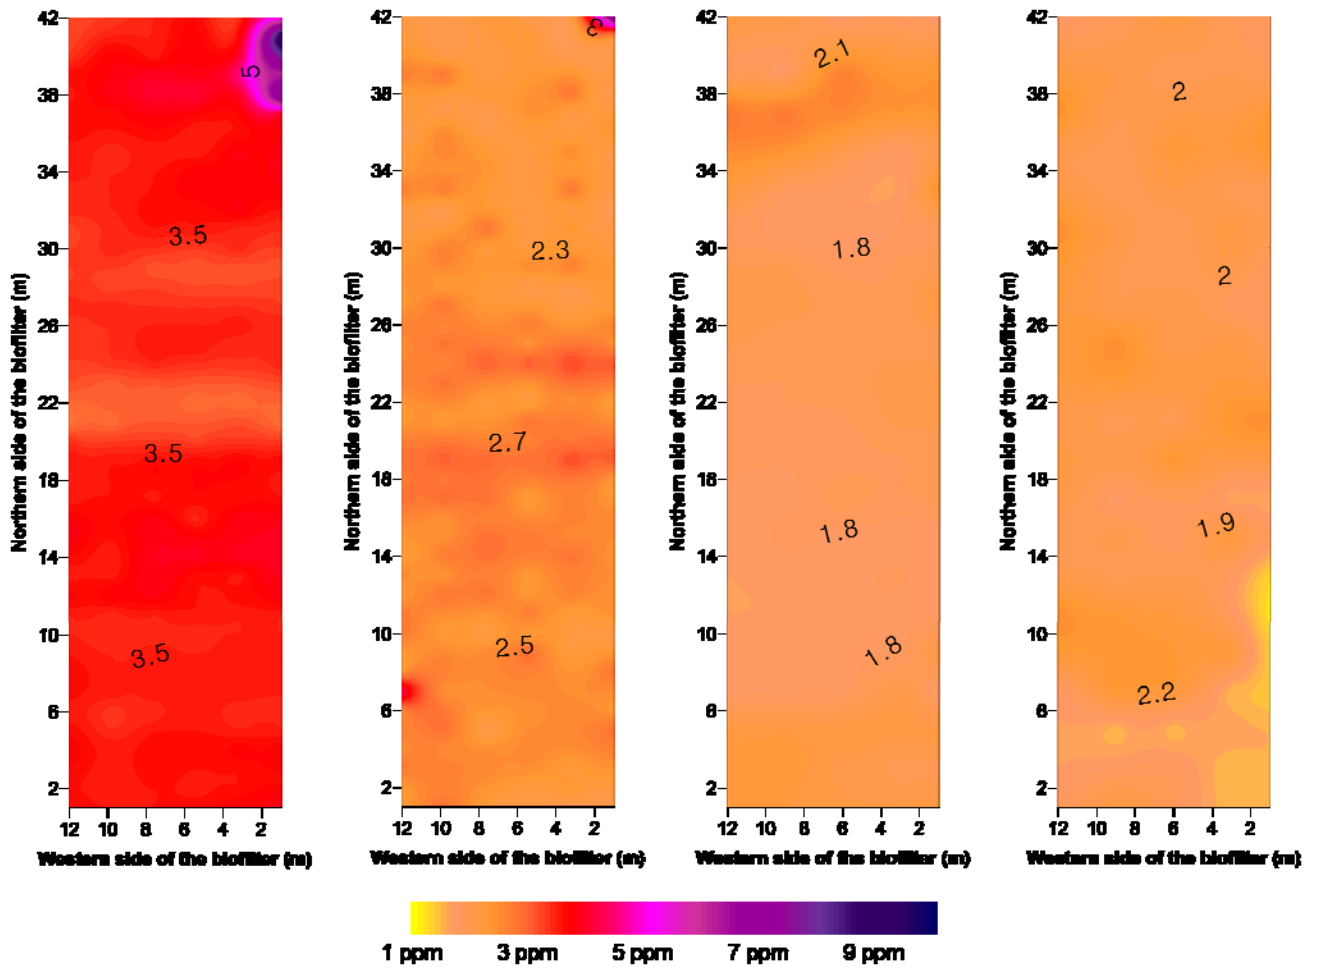 42 38 34 30 26 22 18 14 10 6 2
Northern side of the biofilter (m)
5
3.5
3.5
3.5
12 10 8 6 4 2
Western side of the biofilter (m)
42 38 34 30 26 22 18 14 10 6 2
Northern side of the biofilter (m)
3
2.3
2.7
2.5
12 10 8 6 4 2
Western side of the biofilter (m)
42 38 34 30 26 22 18 14 10 6 2
Northern side of the biofilter (m)
2.1
1.8
1.8
1.8
12 10 8 6 4 2
Western side of the biofilter (m)
42 38 34 30 26 22 18 14 10 6 2
Northern side of the biofilter (m)
2
2
1.9
2.2
12 10 8 6 4 2
Western side of the biofilter (m)
1 ppm 3 ppm 5 ppm 7 ppm 9 ppm